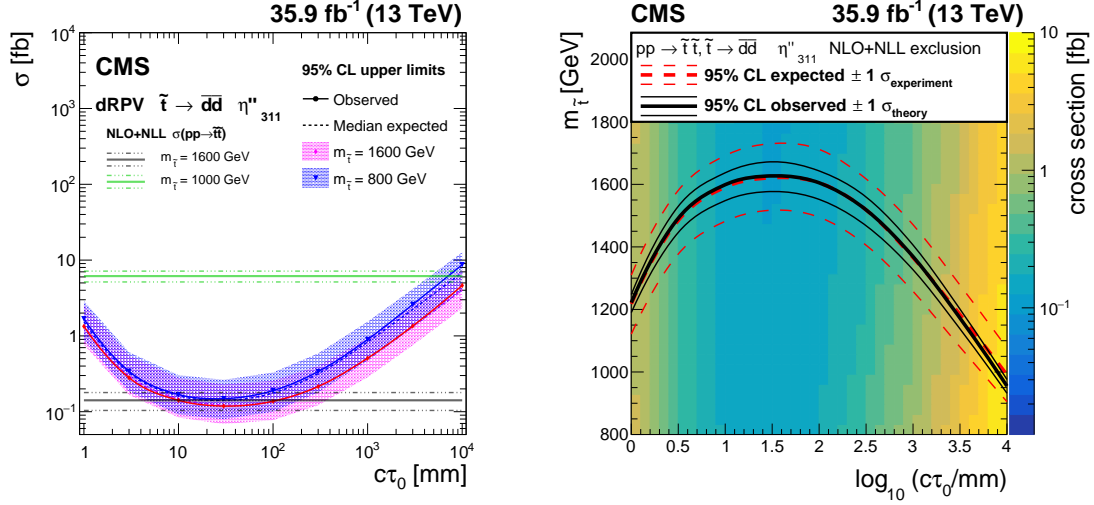 35.9 fb⁻¹ (13 TeV)
σ [fb]
10⁴
10³
10²
10
1
10⁻¹
CMS
dRPV t̃ → d̅d̅ η''₃₁₁
NLO+NLL σ(pp→t̃t̃)
m_t̃ = 1600 GeV
m_t̃ = 1000 GeV
95% CL upper limits
Observed
Median expected
m_t̃ = 1600 GeV
m_t̃ = 800 GeV
1 10 10² 10³ 10⁴
cτ₀ [mm]
CMS 35.9 fb⁻¹ (13 TeV)
m_t̃ [GeV]
pp → t̃ t̃, t̃ → d̅d̅ η''₃₁₁ NLO+NLL exclusion
95% CL expected ± 1 σ_experiment
95% CL observed ± 1 σ_theory
2000
1800
1600
1400
1200
1000
800
0 0.5 1 1.5 2 2.5 3 3.5 4
log₁₀ (cτ₀/mm)
10
1
10⁻¹
cross section [fb]